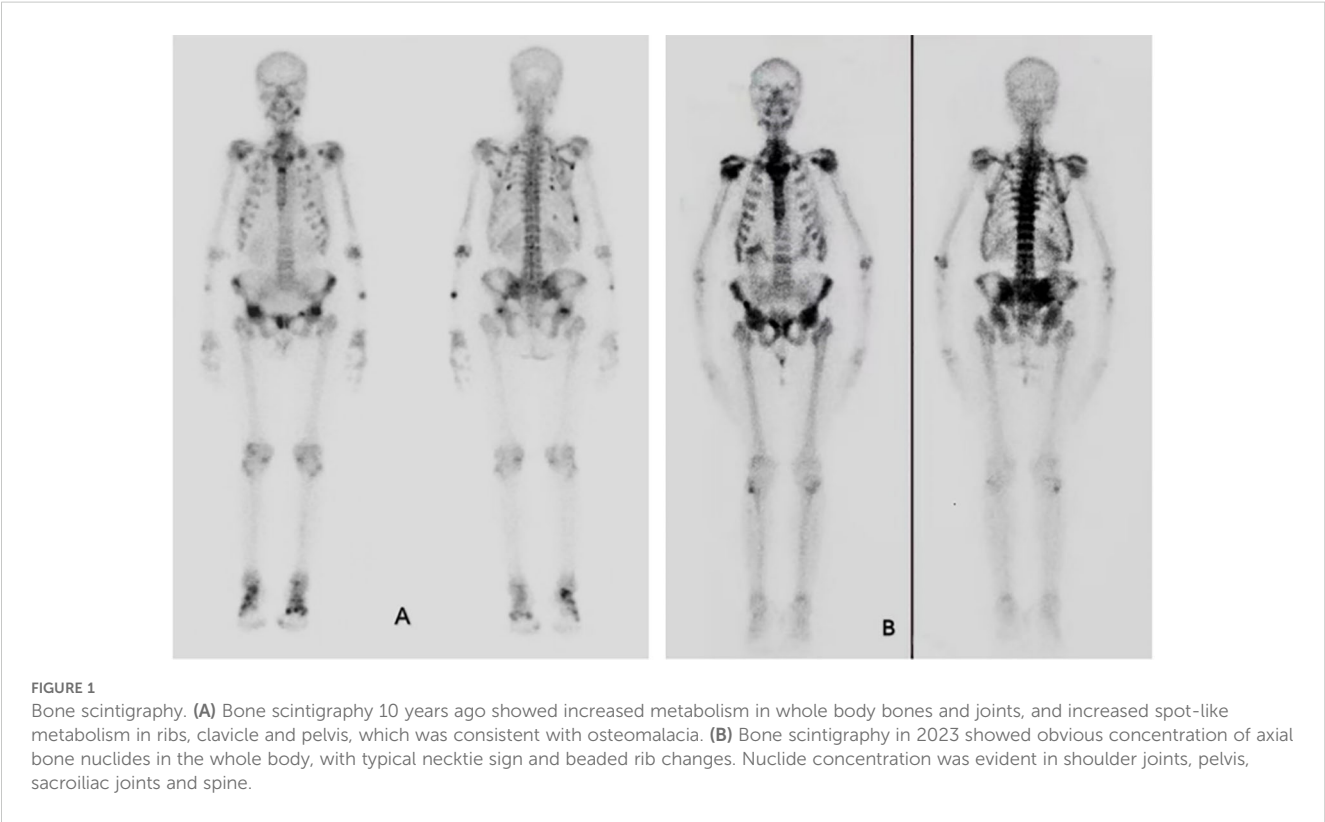 A
B
FIGURE 1
Bone scintigraphy. (A) Bone scintigraphy 10 years ago showed increased metabolism in whole body bones and joints, and increased spot-like
metabolism in ribs, clavicle and pelvis, which was consistent with osteomalacia. (B) Bone scintigraphy in 2023 showed obvious concentration of axial
bone nuclides in the whole body, with typical necktie sign and beaded rib changes. Nuclide concentration was evident in shoulder joints, pelvis,
sacroiliac joints and spine.